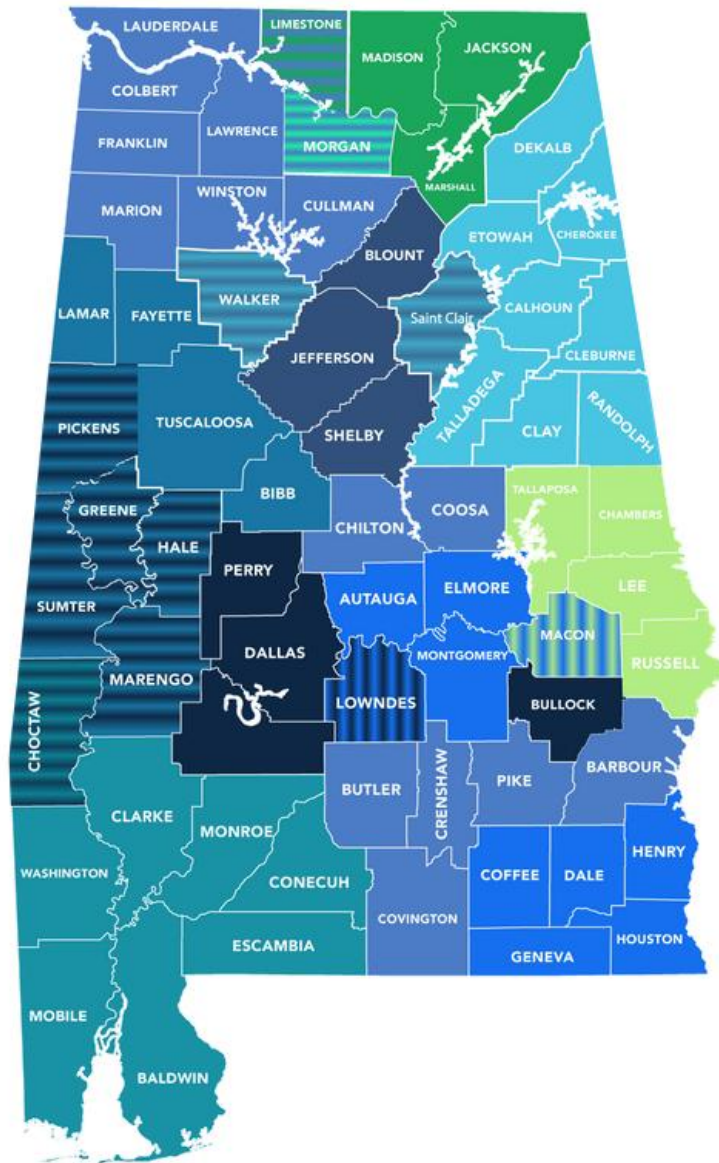 LAUDERDALE
LIMESTONE
MADISON
JACKSON
COLBERT
FRANKLIN
LAWRENCE
MORGAN
MARSHALL
DEKALB
MARION
WINSTON
CULLMAN
BLOUNT
ETOWAH
CHEROKEE
LAMAR
FAYETTE
WALKER
Saint Clair
CALHOUN
JEFFERSON
CLEBURNE
PICKENS
TUSCALOOSA
SHELBY
TALLADEGA
CLAY
RANDOLPH
GREENE
HALE
BIBB
CHILTON
COOSA
TALLAPOSA
CHAMBERS
SUMTER
PERRY
AUTAUGA
ELMORE
LEE
MARENGO
DALLAS
LOWNDES
MONTGOMERY
MACON
RUSSELL
CHOCTAW
BULLOCK
CLARKE
MONROE
BUTLER
CRENSHAW
PIKE
BARBOUR
WASHINGTON
CONECUH
COVINGTON
COFFEE
DALE
HENRY
ESCAMBIA
GENEVA
HOUSTON
MOBILE
BALDWIN